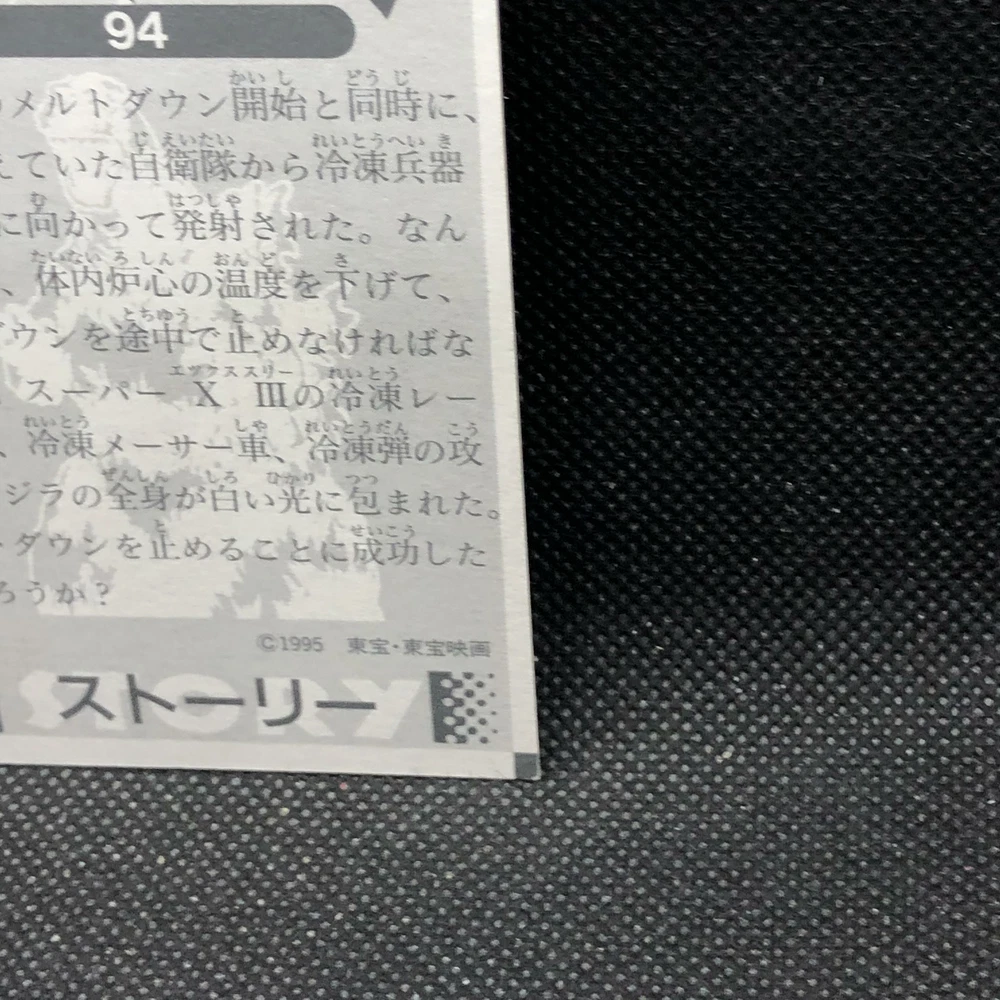 94
メルトダウン開始と同時に、
えていた自衛隊から冷凍兵器
に向かって発射された。なん
、体内炉心の温度を下げて、
ダウンを途中で止めなければな
スーパー X IIIの冷凍レー
、冷凍メーサー車、冷凍弾の攻
ジラの全身が白い光に包まれた。
トダウンを止めることに成功した
ろうか?
©1995 東宝・東宝映画
ストーリー